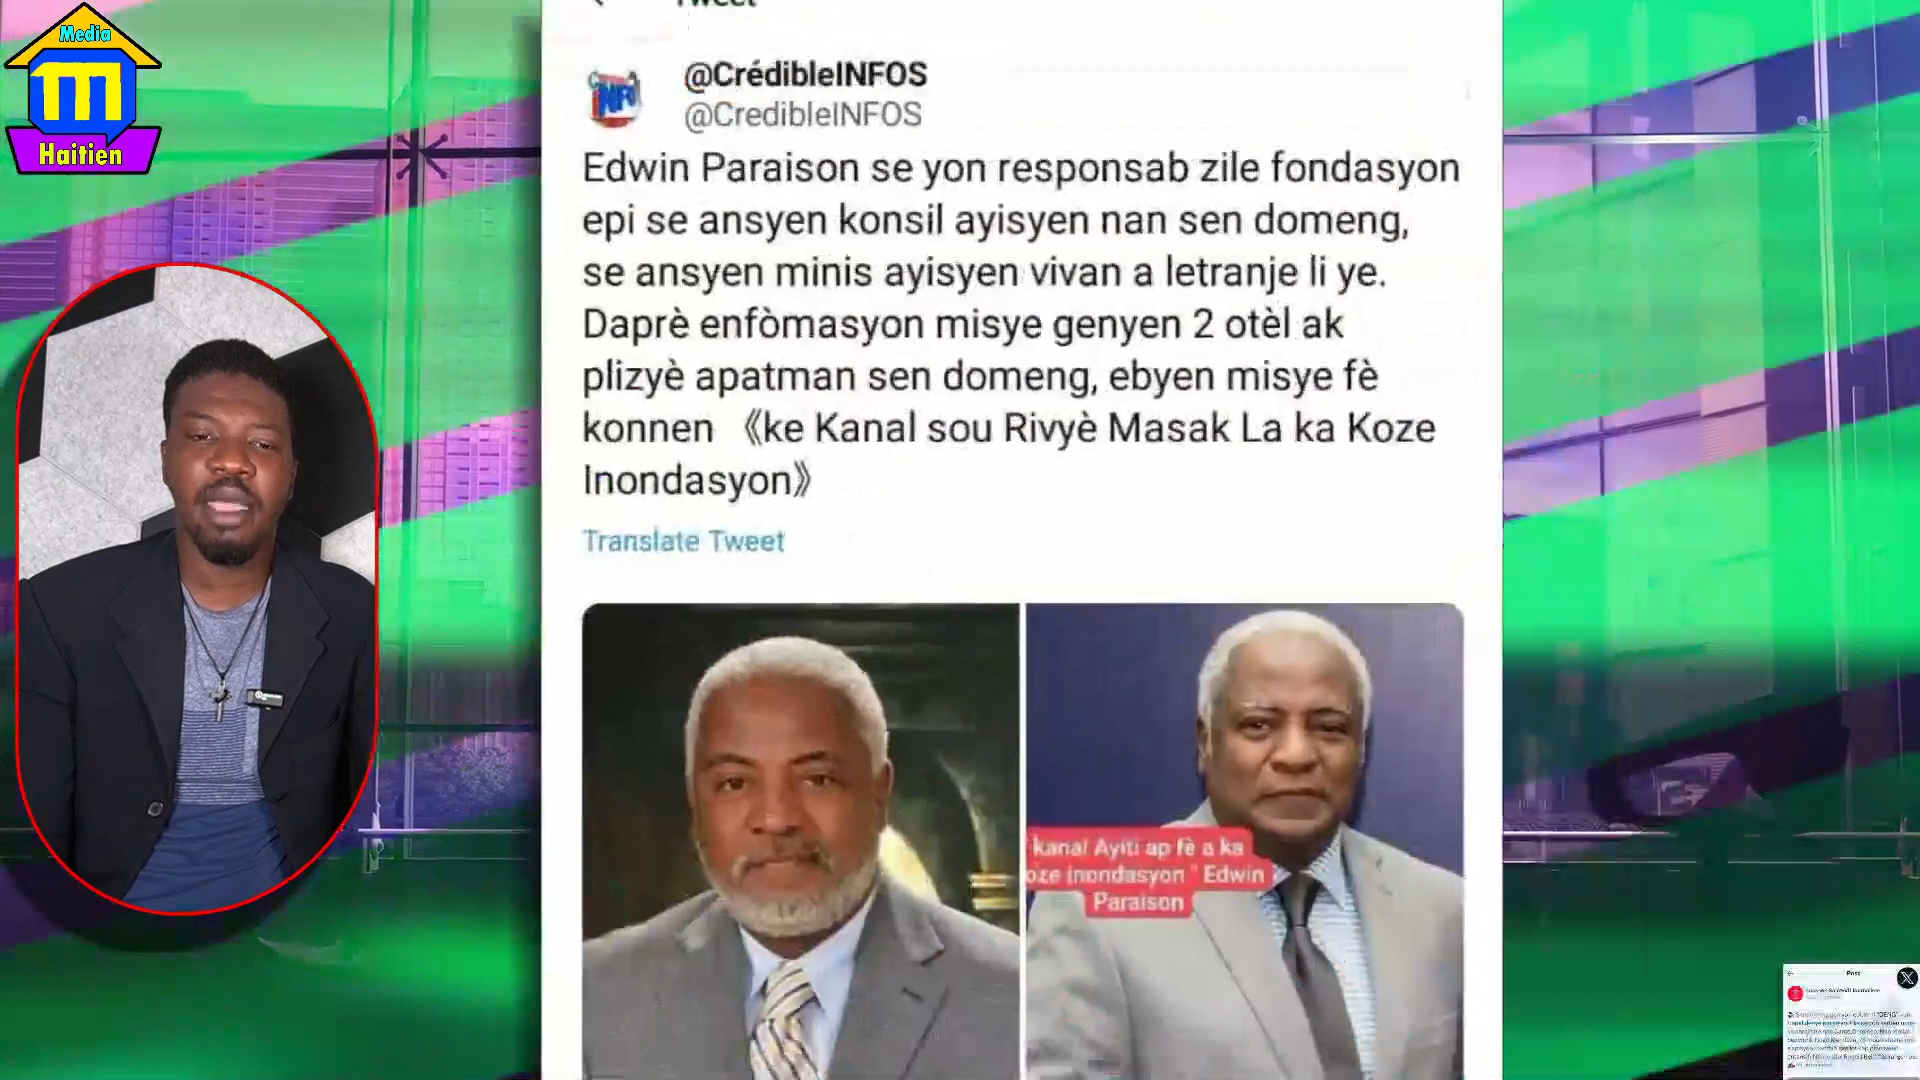 Media
m
Haitien
Tweet
@CrédibleINFOS
@CredibleINFOS
Edwin Paraison se yon responsab zile fondasyon
epi se ansyen konsil ayisyen nan sen domeng,
se ansyen minis ayisyen vivan a letranje li ye.
Daprè enfòmasyon misye genyen 2 otèl ak
plizyè apatman sen domeng, ebyen misye fè
konnen 《ke Kanal sou Rivyè Masak La ka Koze
Inondasyon》
Translate Tweet
kanal Ayiti ap fè a ka
oze inondasyon " Edwin
Paraison
Post